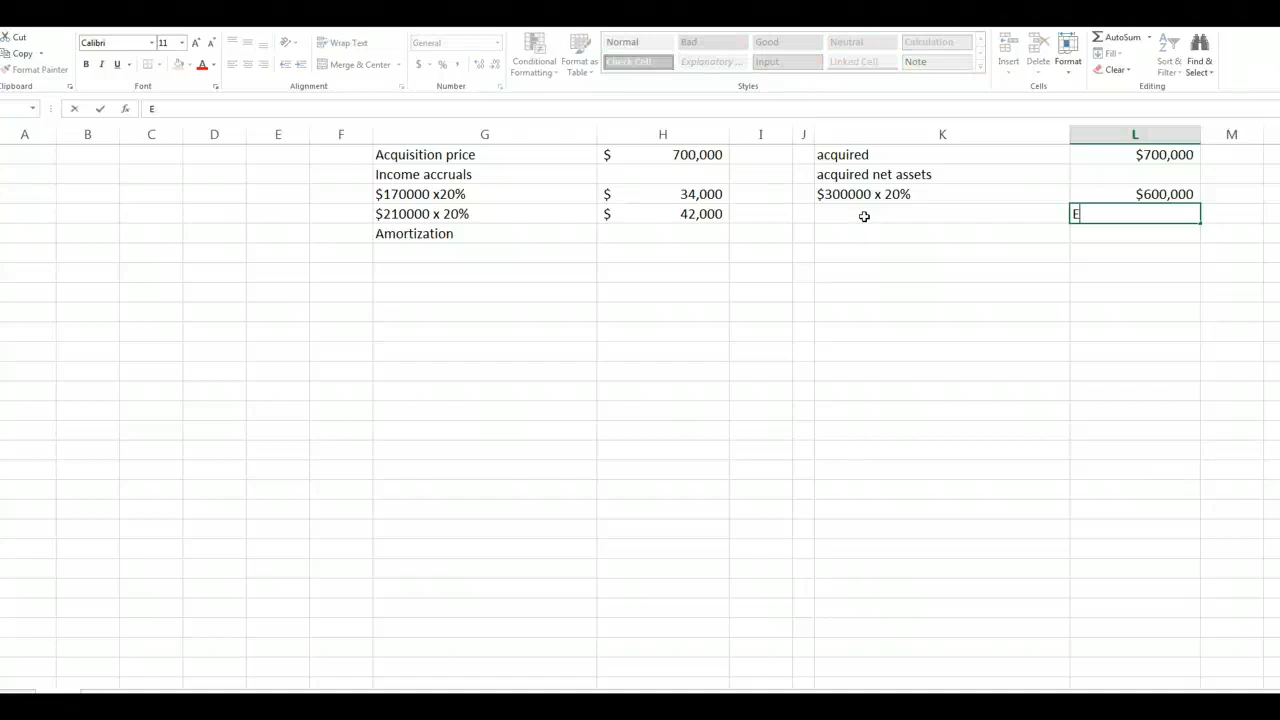 Cut
Copy
Format Painter
Clipboard
Calibri 11
B I U
Font
Wrap Text
Merge & Center
Alignment
General
$ % ,
Number
Conditional Formatting
Format as Table
Normal Bad Good Neutral Calculation
Check Cell Explanatory ... Input Linked Cell Note
Styles
Insert Delete Format
Cells
AutoSum
Fill
Clear
Sort & Filter
Find & Select
Editing
E
A B C D E F G H I J K L M
Acquisition price $ 700,000 acquired $700,000
Income accruals acquired net assets
$170000 x20% $ 34,000 $300000 x 20% $600,000
$210000 x 20% $ 42,000 E
Amortization